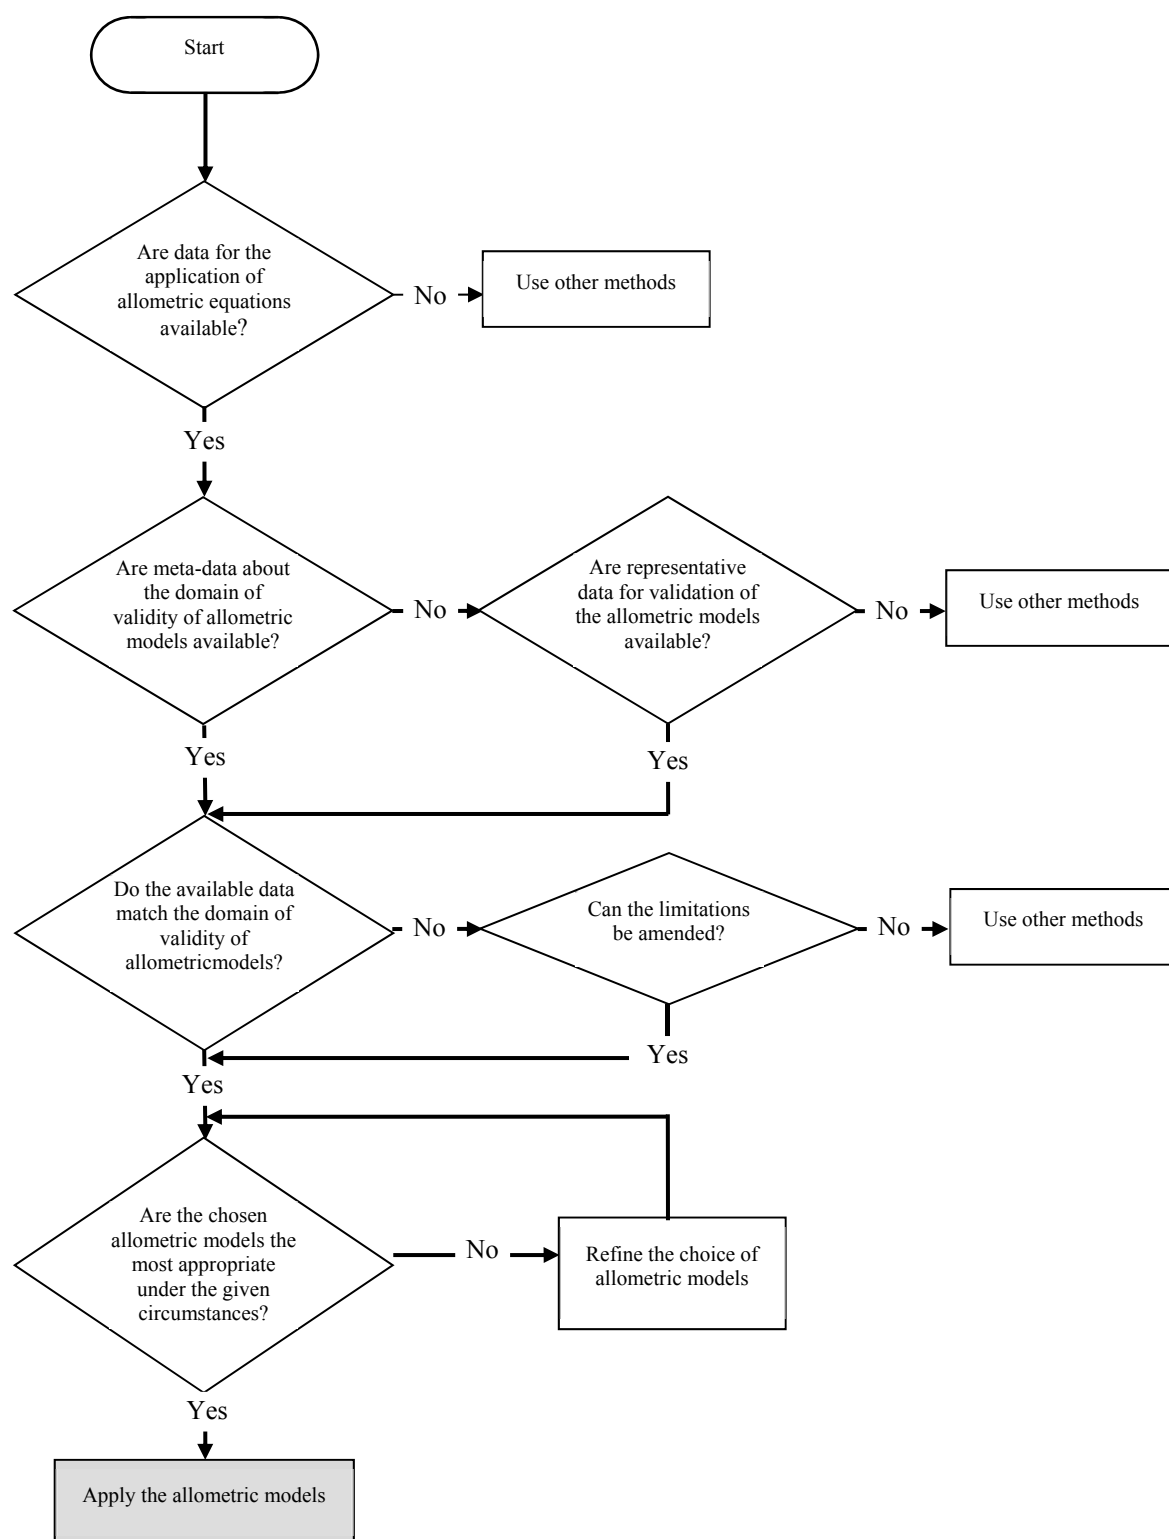 Start
Are data for the
application of
allometric equations
available?
No
Use other methods
Yes
Are meta-data about
the domain of
validity of allometric
models available?
No
Are representative
data for validation of
the allometric models
available?
No
Use other methods
Yes
Yes
Do the available data
match the domain of
validity of
allometricmodels?
No
Can the limitations
be amended?
No
Use other methods
Yes
Yes
Are the chosen
allometric models the
most appropriate
under the given
circumstances?
No
Refine the choice of
allometric models
Yes
Apply the allometric models